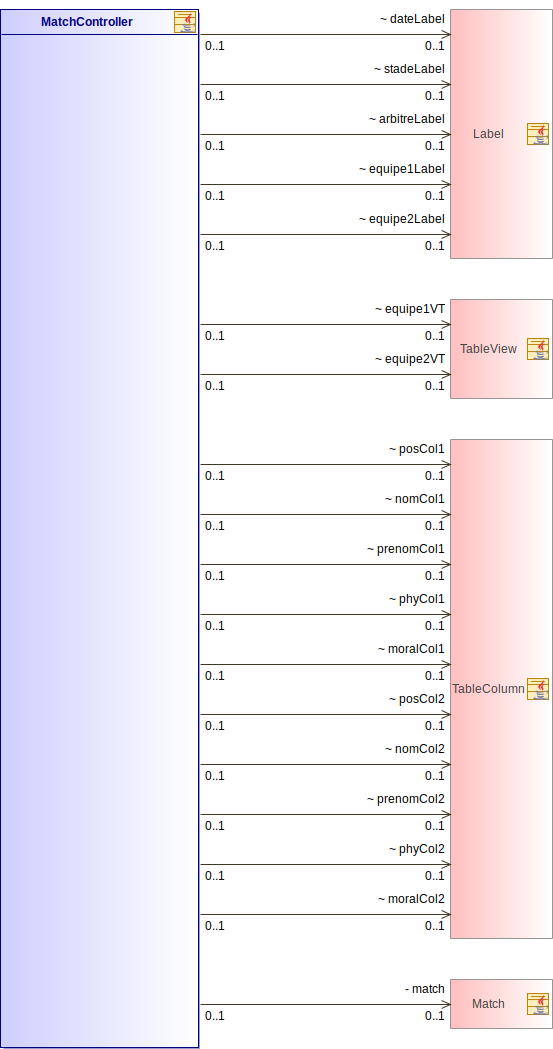 MatchController
~ dateLabel
0..1 0..1
~ stadeLabel
0..1 0..1
~ arbitreLabel
0..1 0..1
Label
~ equipe1Label
0..1 0..1
~ equipe2Label
0..1 0..1
~ equipe1VT
0..1 0..1
TableView
~ equipe2VT
0..1 0..1
~ posCol1
0..1 0..1
~ nomCol1
0..1 0..1
~ prenomCol1
0..1 0..1
~ phyCol1
0..1 0..1
~ moralCol1
0..1 0..1
TableColumn
~ posCol2
0..1 0..1
~ nomCol2
0..1 0..1
~ prenomCol2
0..1 0..1
~ phyCol2
0..1 0..1
~ moralCol2
0..1 0..1
- match
Match
0..1 0..1